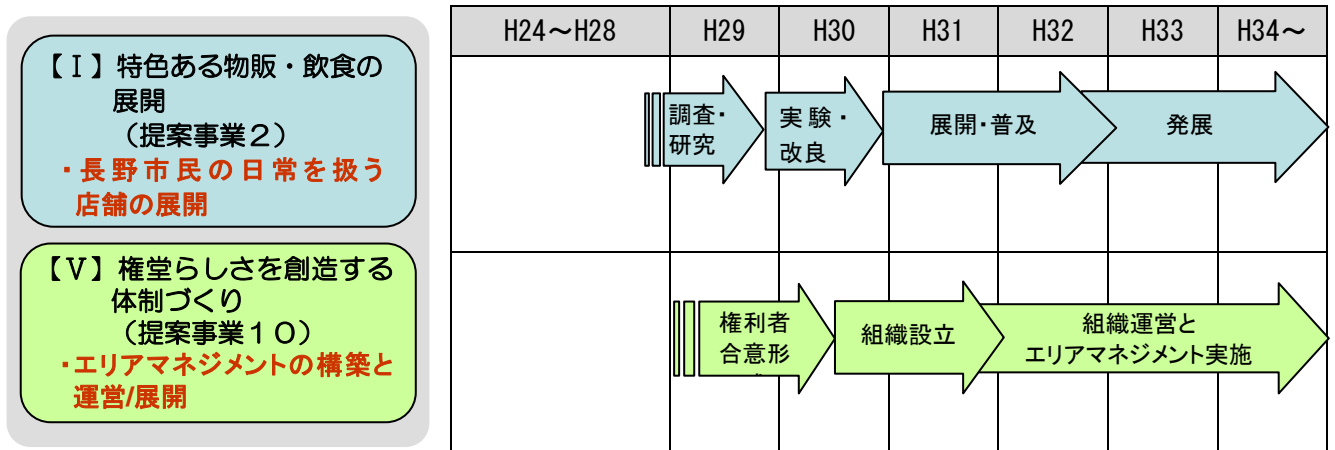 H24～H28 H29 H30 H31 H32 H33 H34～
【Ⅰ】特色ある物販・飲食の
展開
（提案事業２）
・長野市民の日常を扱う
店舗の展開
調査・
研究
実験・
改良
展開・普及
発展
【Ⅴ】権堂らしさを創造する
体制づくり
（提案事業１０）
・エリアマネジメントの構築と
運営/展開
権利者
合意形
組織設立
組織運営と
エリアマネジメント実施